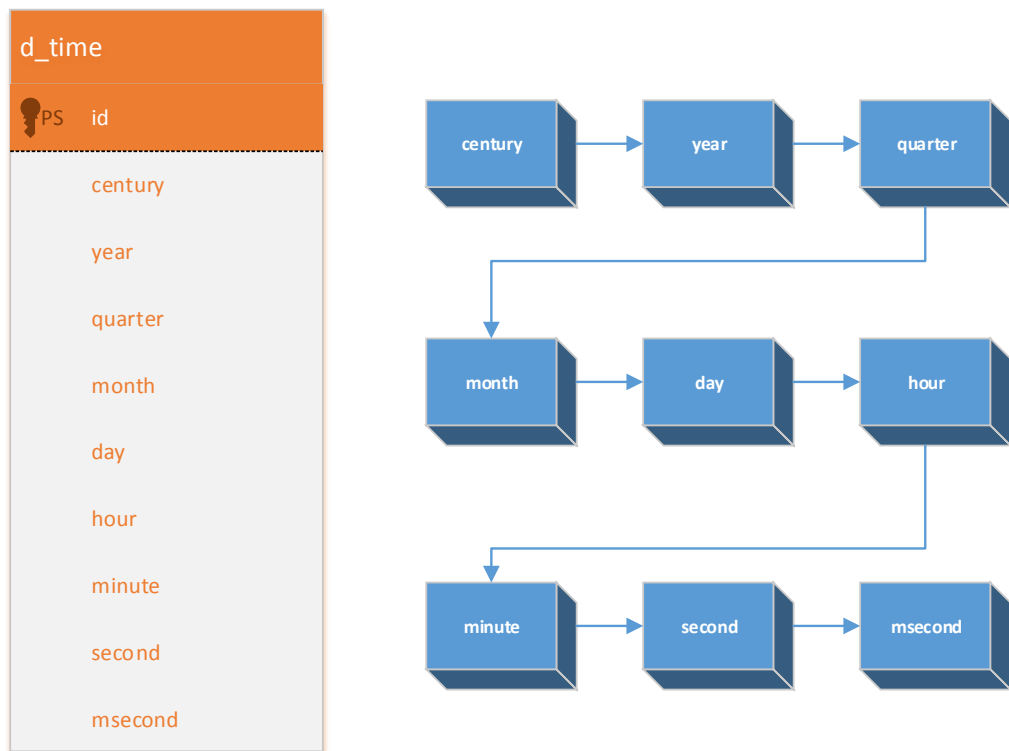 d_time
PS id
century
year
quarter
month
day
hour
minute
second
msecond
century year quarter
month day hour
minute second msecond